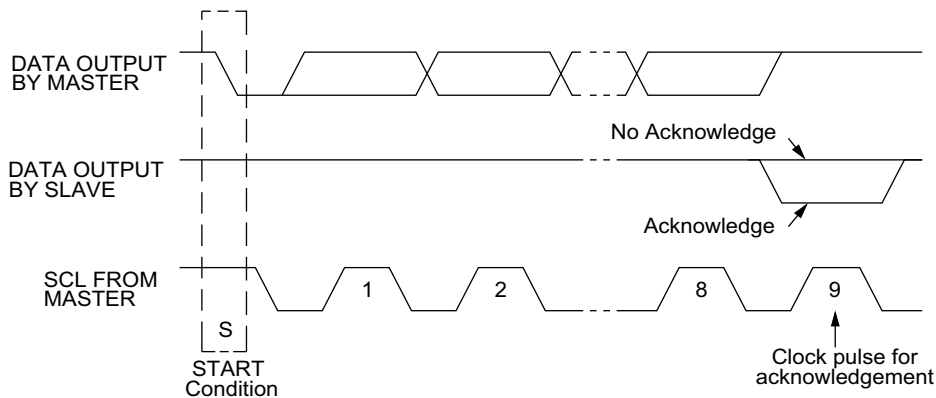 DATA OUTPUT
BY MASTER
No Acknowledge
DATA OUTPUT
BY SLAVE
Acknowledge
SCL FROM
MASTER
1
2
8
9
S
START
Condition
Clock pulse for
acknowledgement